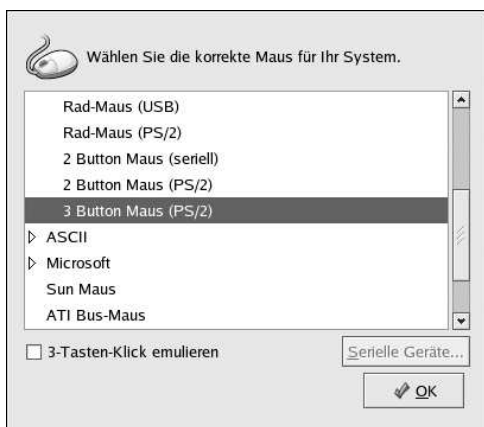 Wählen Sie die korrekte Maus für Ihr System.
Rad-Maus (USB)
Rad-Maus (PS/2)
2 Button Maus (seriell)
2 Button Maus (PS/2)
3 Button Maus (PS/2)
ASCII
Microsoft
Sun Maus
ATI Bus-Maus
3-Tasten-Klick emulieren
Serielle Geräte...
OK